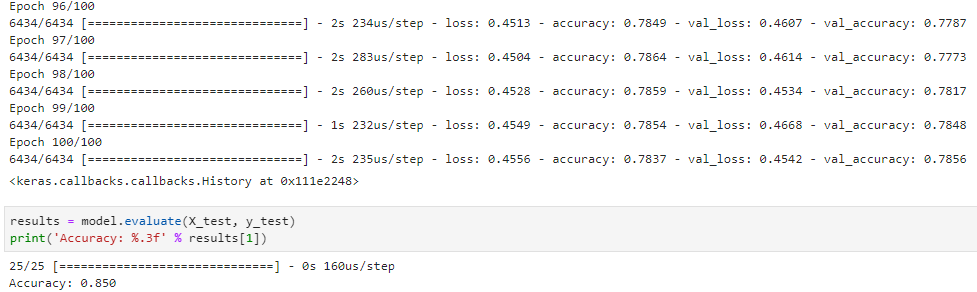 Epoch 96/100
6434/6434 [==============================] - 2s 234us/step - loss: 0.4513 - accuracy: 0.7849 - val_loss: 0.4607 - val_accuracy: 0.7787
Epoch 97/100
6434/6434 [==============================] - 2s 283us/step - loss: 0.4504 - accuracy: 0.7864 - val_loss: 0.4614 - val_accuracy: 0.7773
Epoch 98/100
6434/6434 [==============================] - 2s 260us/step - loss: 0.4528 - accuracy: 0.7859 - val_loss: 0.4534 - val_accuracy: 0.7817
Epoch 99/100
6434/6434 [==============================] - 1s 232us/step - loss: 0.4549 - accuracy: 0.7854 - val_loss: 0.4668 - val_accuracy: 0.7848
Epoch 100/100
6434/6434 [==============================] - 2s 235us/step - loss: 0.4556 - accuracy: 0.7837 - val_loss: 0.4542 - val_accuracy: 0.7856
<keras.callbacks.callbacks.History at 0x111e2248>
results = model.evaluate(X_test, y_test)
print('Accuracy: %.3f' % results[1])
25/25 [==============================] - 0s 160us/step
Accuracy: 0.850